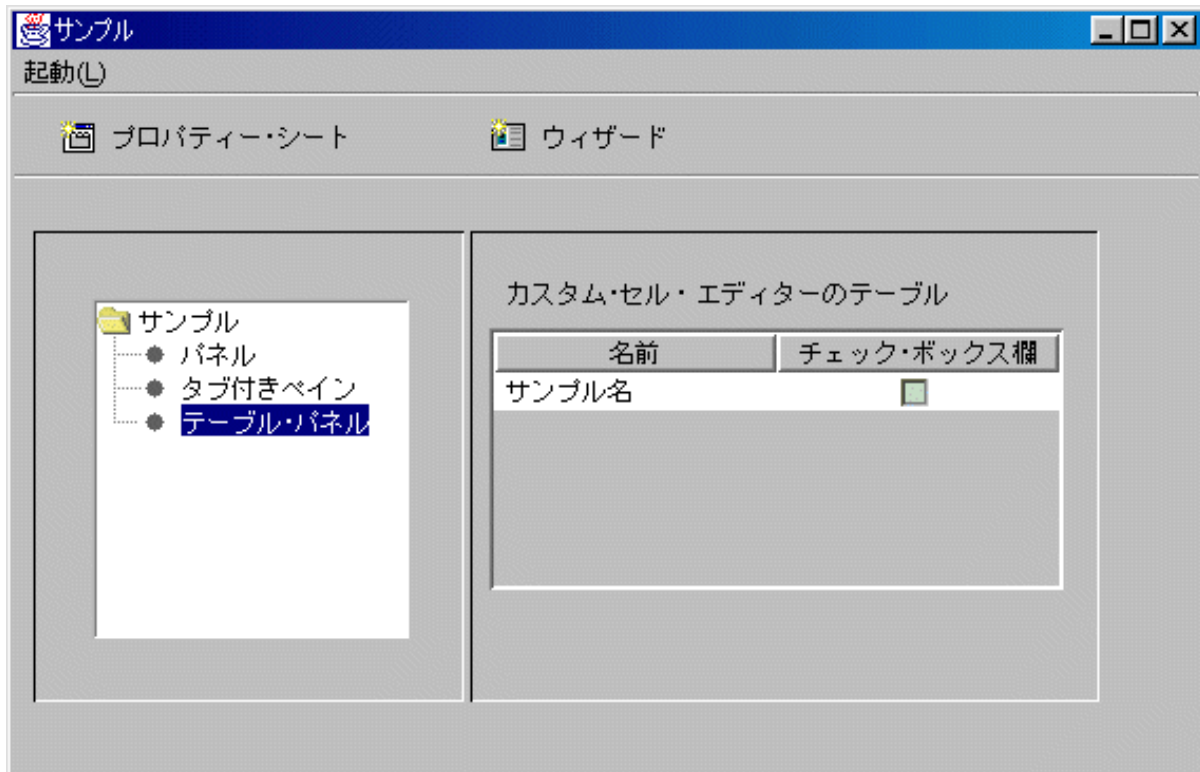 サンプル
起動(L)
プロパティー・シート ウィザード
サンプル
パネル
タブ付きペイン
テーブル・パネル
カスタム・セル・エディターのテーブル
名前 チェック・ボックス欄
サンプル名